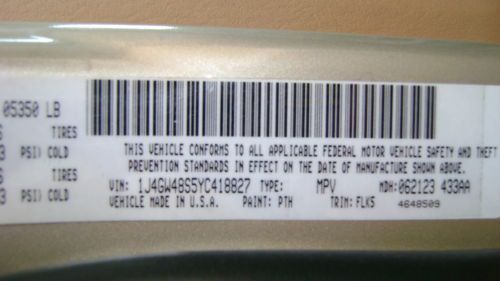 05350 LB
TIRES
PSI) COLD
TIRES
PSI) COLD
THIS VEHICLE CONFORMS TO ALL APPLICABLE FEDERAL MOTOR VEHICLE SAFETY AND THEFT
PREVENTION STANDARDS IN EFFECT ON THE DATE OF MANUFACTURE SHOWN ABOVE.
VIN: 1J4GW48S5YC418827 TYPE: MPV MDH:062123 433AA
VEHICLE MADE IN U.S.A. PAINT: PTH TRIM: FLK5
4648509